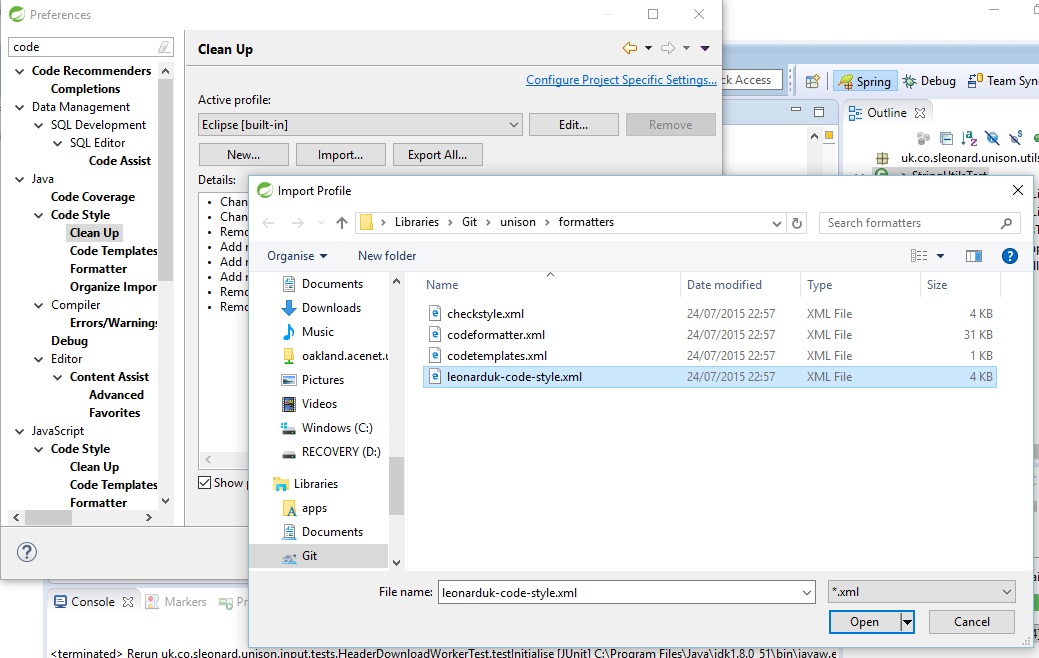 Preferences
code
Code Recommenders
Completions
Data Management
SQL Development
SQL Editor
Code Assist
Java
Code Coverage
Code Style
Clean Up
Code Templates
Formatter
Organize Impor
Compiler
Errors/Warnings
Debug
Editor
Content Assist
Advanced
Favorites
JavaScript
Code Style
Clean Up
Code Templates
Formatter
Clean Up
Configure Project Specific Settings...
Active profile:
Eclipse [built-in]
Edit...
Remove
New...
Import...
Export All...
Details:
Chan
Chan
Remo
Add r
Add r
Add r
Remo
Remo
Show
ck Access
Spring
Debug
Team Syn
Outline
uk.co.sleonard.unison.utils
StringUtilsTest
Import Profile
Libraries
Git
unison
formatters
Search formatters
Organise
New folder
Documents
Downloads
Music
oakland.acenet.u
Pictures
Videos
Windows (C:)
RECOVERY (D:)
Libraries
apps
Documents
Git
Name Date modified Type Size
checkstyle.xml 24/07/2015 22:57 XML File 4 KB
codeformatter.xml 24/07/2015 22:57 XML File 31 KB
codetemplates.xml 24/07/2015 22:57 XML File 1 KB
leonarduk-code-style.xml 24/07/2015 22:57 XML File 4 KB
File name: leonarduk-code-style.xml
*.xml
Open
Cancel
Console
Markers
Pr
<terminated> Rerun uk.co.sleonard.unison.input.tests.HeaderDownloadWorkerTest.testInitialise [JUnit] C:\Program Files\Java\jdk1.8.0_51\bin\javaw.e